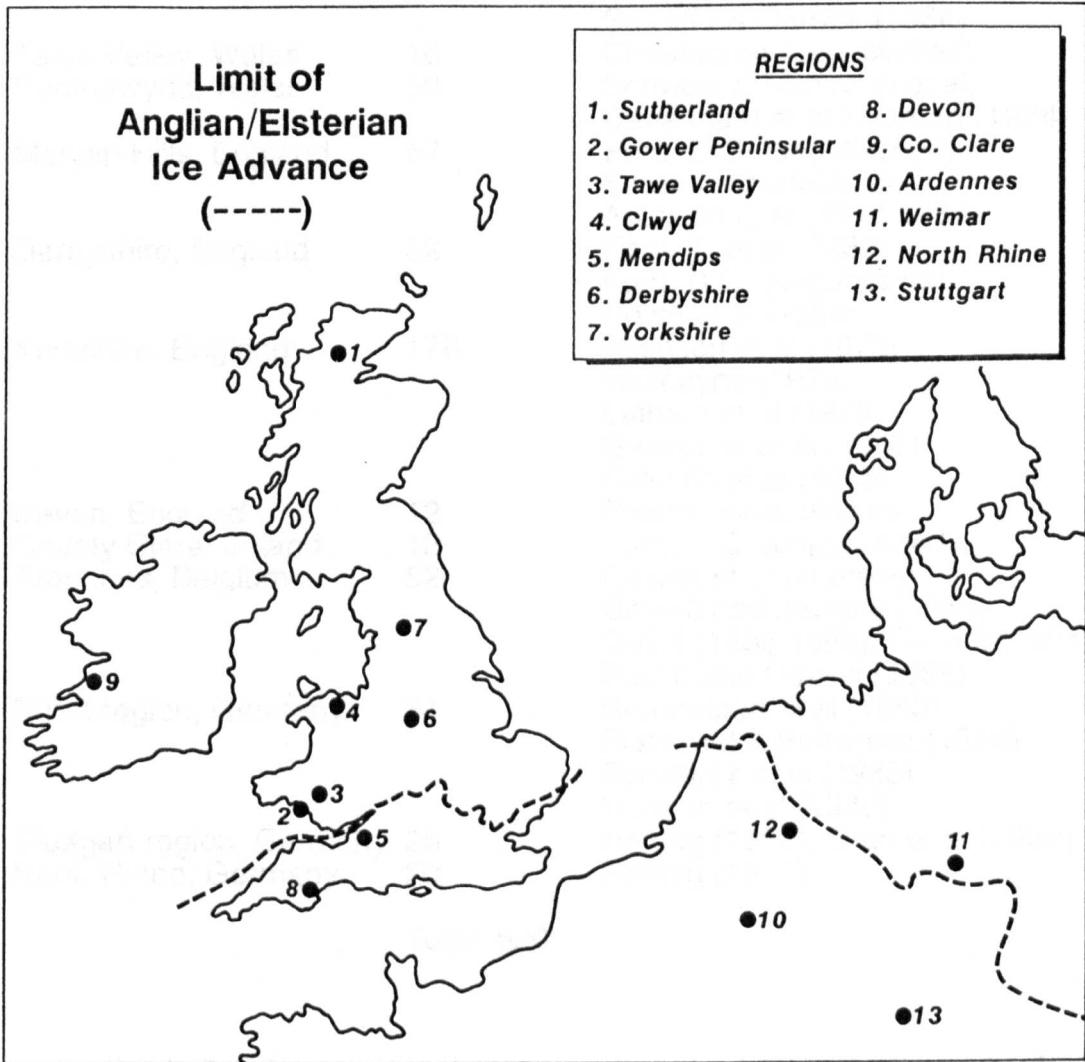 Limit of
Anglian/Elsterian
Ice Advance
(-----)
REGIONS
1. Sutherland
2. Gower Peninsular
3. Tawe Valley
4. Clwyd
5. Mendips
6. Derbyshire
7. Yorkshire
8. Devon
9. Co. Clare
10. Ardennes
11. Weimar
12. North Rhine
13. Stuttgart
1
7
9
4
6
3
2
5
12
11
8
10
13